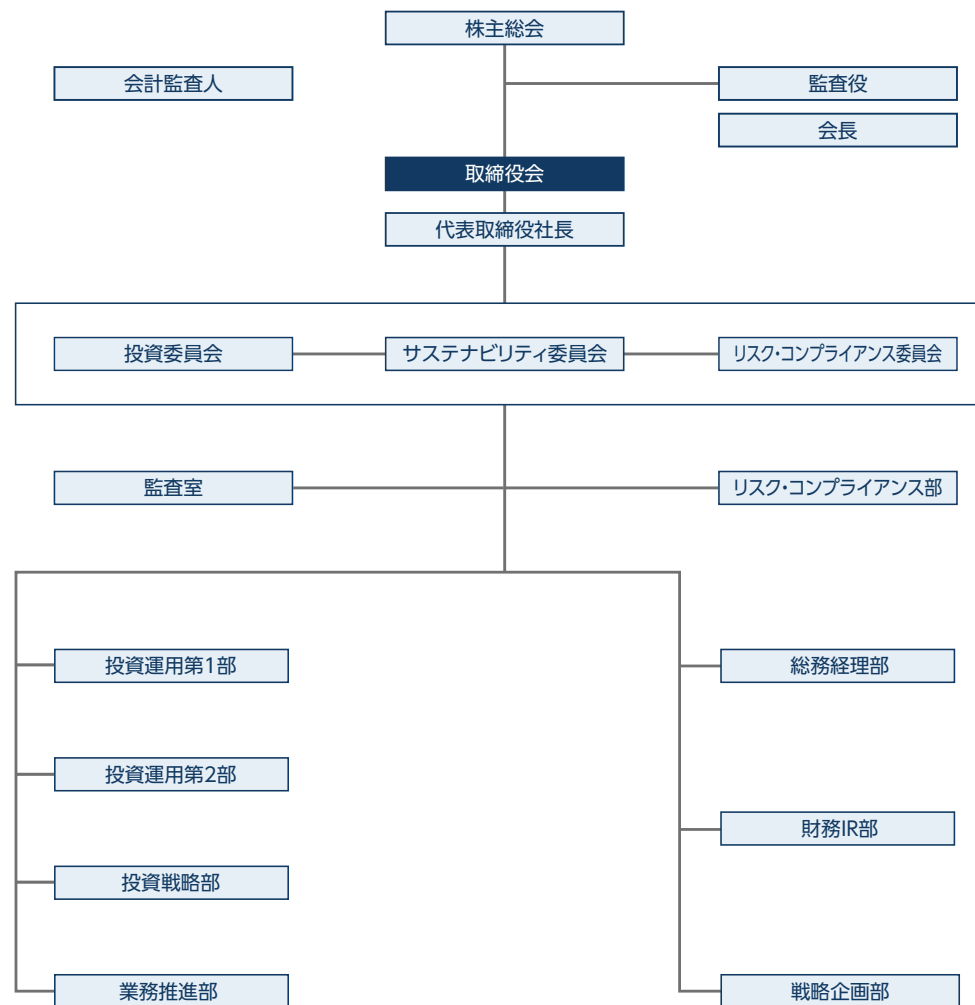 株主総会
会計監査人
監査役
会長
取締役会
代表取締役社長
投資委員会
サステナビリティ委員会
リスク・コンプライアンス委員会
監査室
リスク・コンプライアンス部
投資運用第1部
総務経理部
投資運用第2部
財務IR部
投資戦略部
業務推進部
戦略企画部